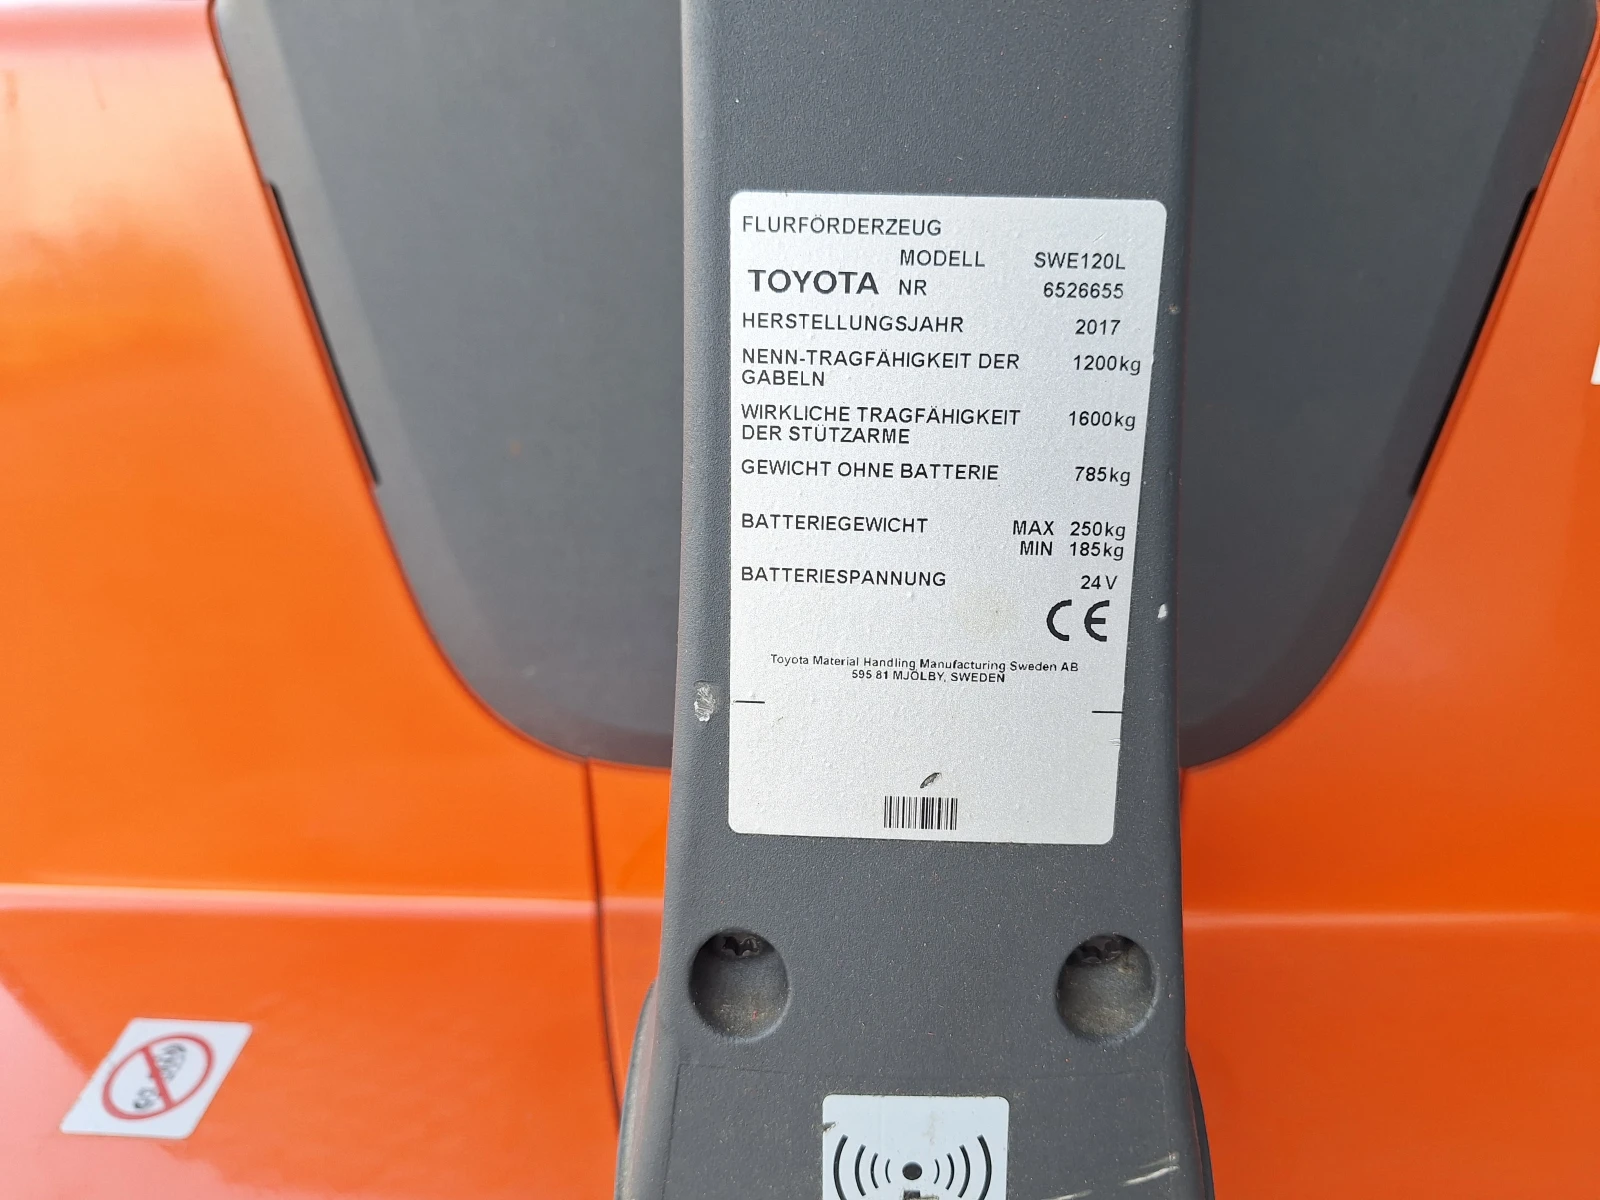 FLURFÖRDERZEUG
MODELL SWE120L
TOYOTA NR 6526655
HERSTELLUNGSJAHR 2017
NENN-TRAGFÄHIGKEIT DER 1200kg
GABELN
WIRKLICHE TRAGFÄHIGKEIT 1600kg
DER STÜTZARME
GEWICHT OHNE BATTERIE 785kg
BATTERIEGEWICHT MAX 250kg
MIN 185kg
BATTERIESPANNUNG 24V
CE
Toyota Material Handling Manufacturing Sweden AB
595 81 MJÖLBY, SWEDEN